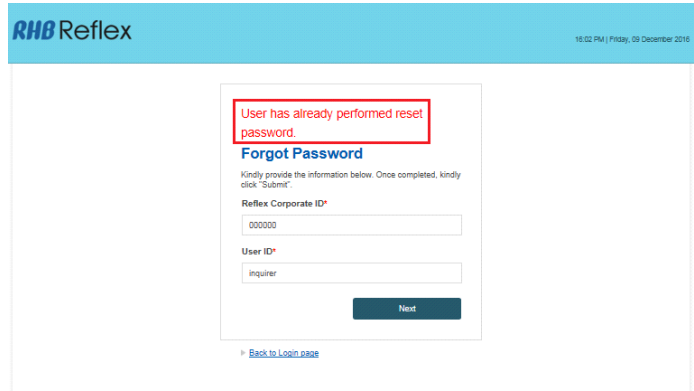 RHB Reflex
16:02 PM | Friday, 09 December 2016
User has already performed reset
password.
Forgot Password
Kindly provide the information below. Once completed, kindly
click "Submit".
Reflex Corporate ID*
000000
User ID*
inquirer
Next
Back to Login page